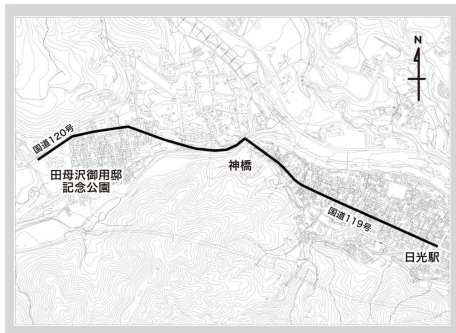 N
国道120号
田母沢御用邸
記念公園
神橋
国道119号
日光駅